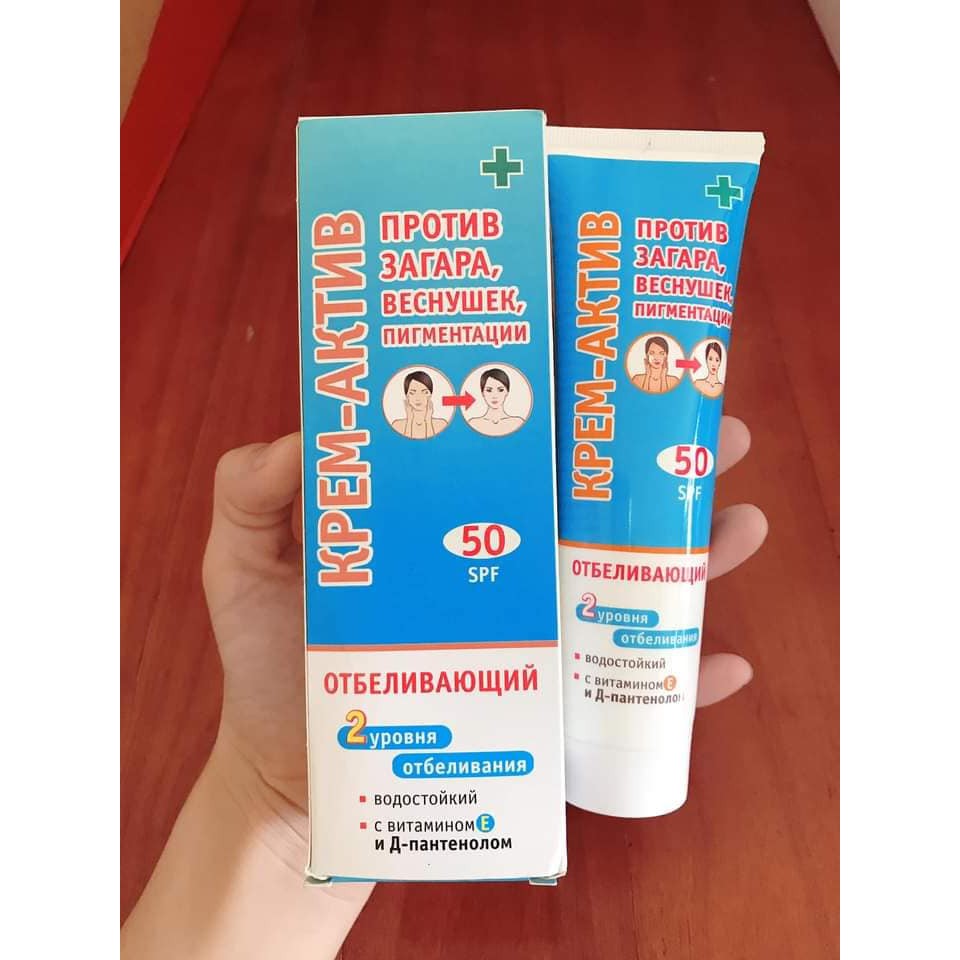 КРЕМ-АКТИВ
ПРОТИВ
ЗАГАРА,
ВЕСНУШЕК,
ПИГМЕНТАЦИИ
50
SPF
ОТБЕЛИВАЮЩИЙ
2 уровня
отбеливания
водостойкий
с витамином Е
и Д-пантенолом
КРЕМ-АКТИВ
ПРОТИВ
ЗАГАРА,
ВЕСНУШЕК,
ПИГМЕНТАЦИИ
50
SPF
ОТБЕЛИВАЮЩИЙ
2 уровня
отбеливания
водостойкий
с витамином Е
и Д-пантенолом